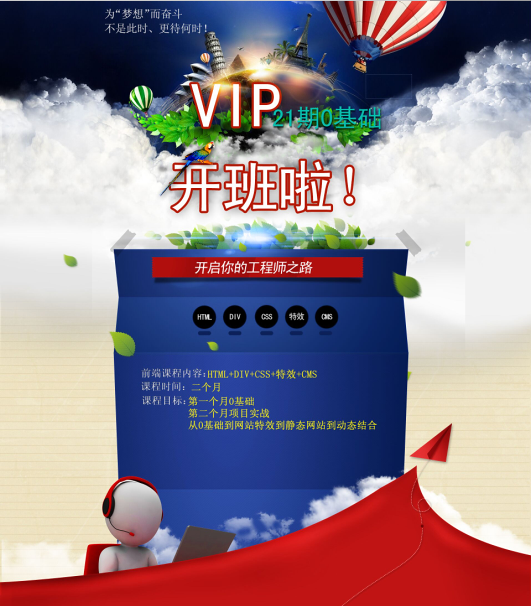 为“梦想”而奋斗
不是此时、更待何时！
VIP
21期0基础
开班啦！
开启你的工程师之路
HTML DIV CSS 特效 CMS
前端课程内容:HTML+DIV+CSS+特效+CMS
课程时间: 二个月
课程目标:第一个月0基础
第二个月项目实战
从0基础到网站特效到静态网站到动态结合